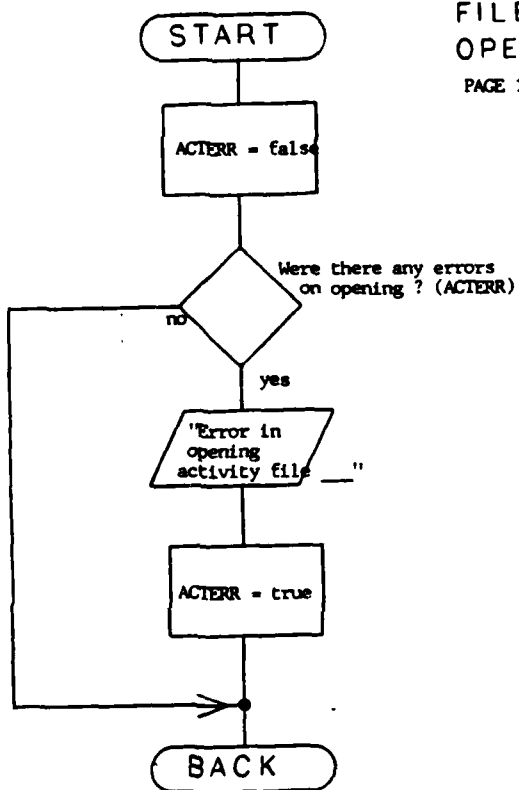 START
ACTERR = false
Were there any errors
on opening ? (ACTERR)
no
yes
"Error in
opening
activity file __"
ACTERR = true
BACK
FILE
OPE
PAGE